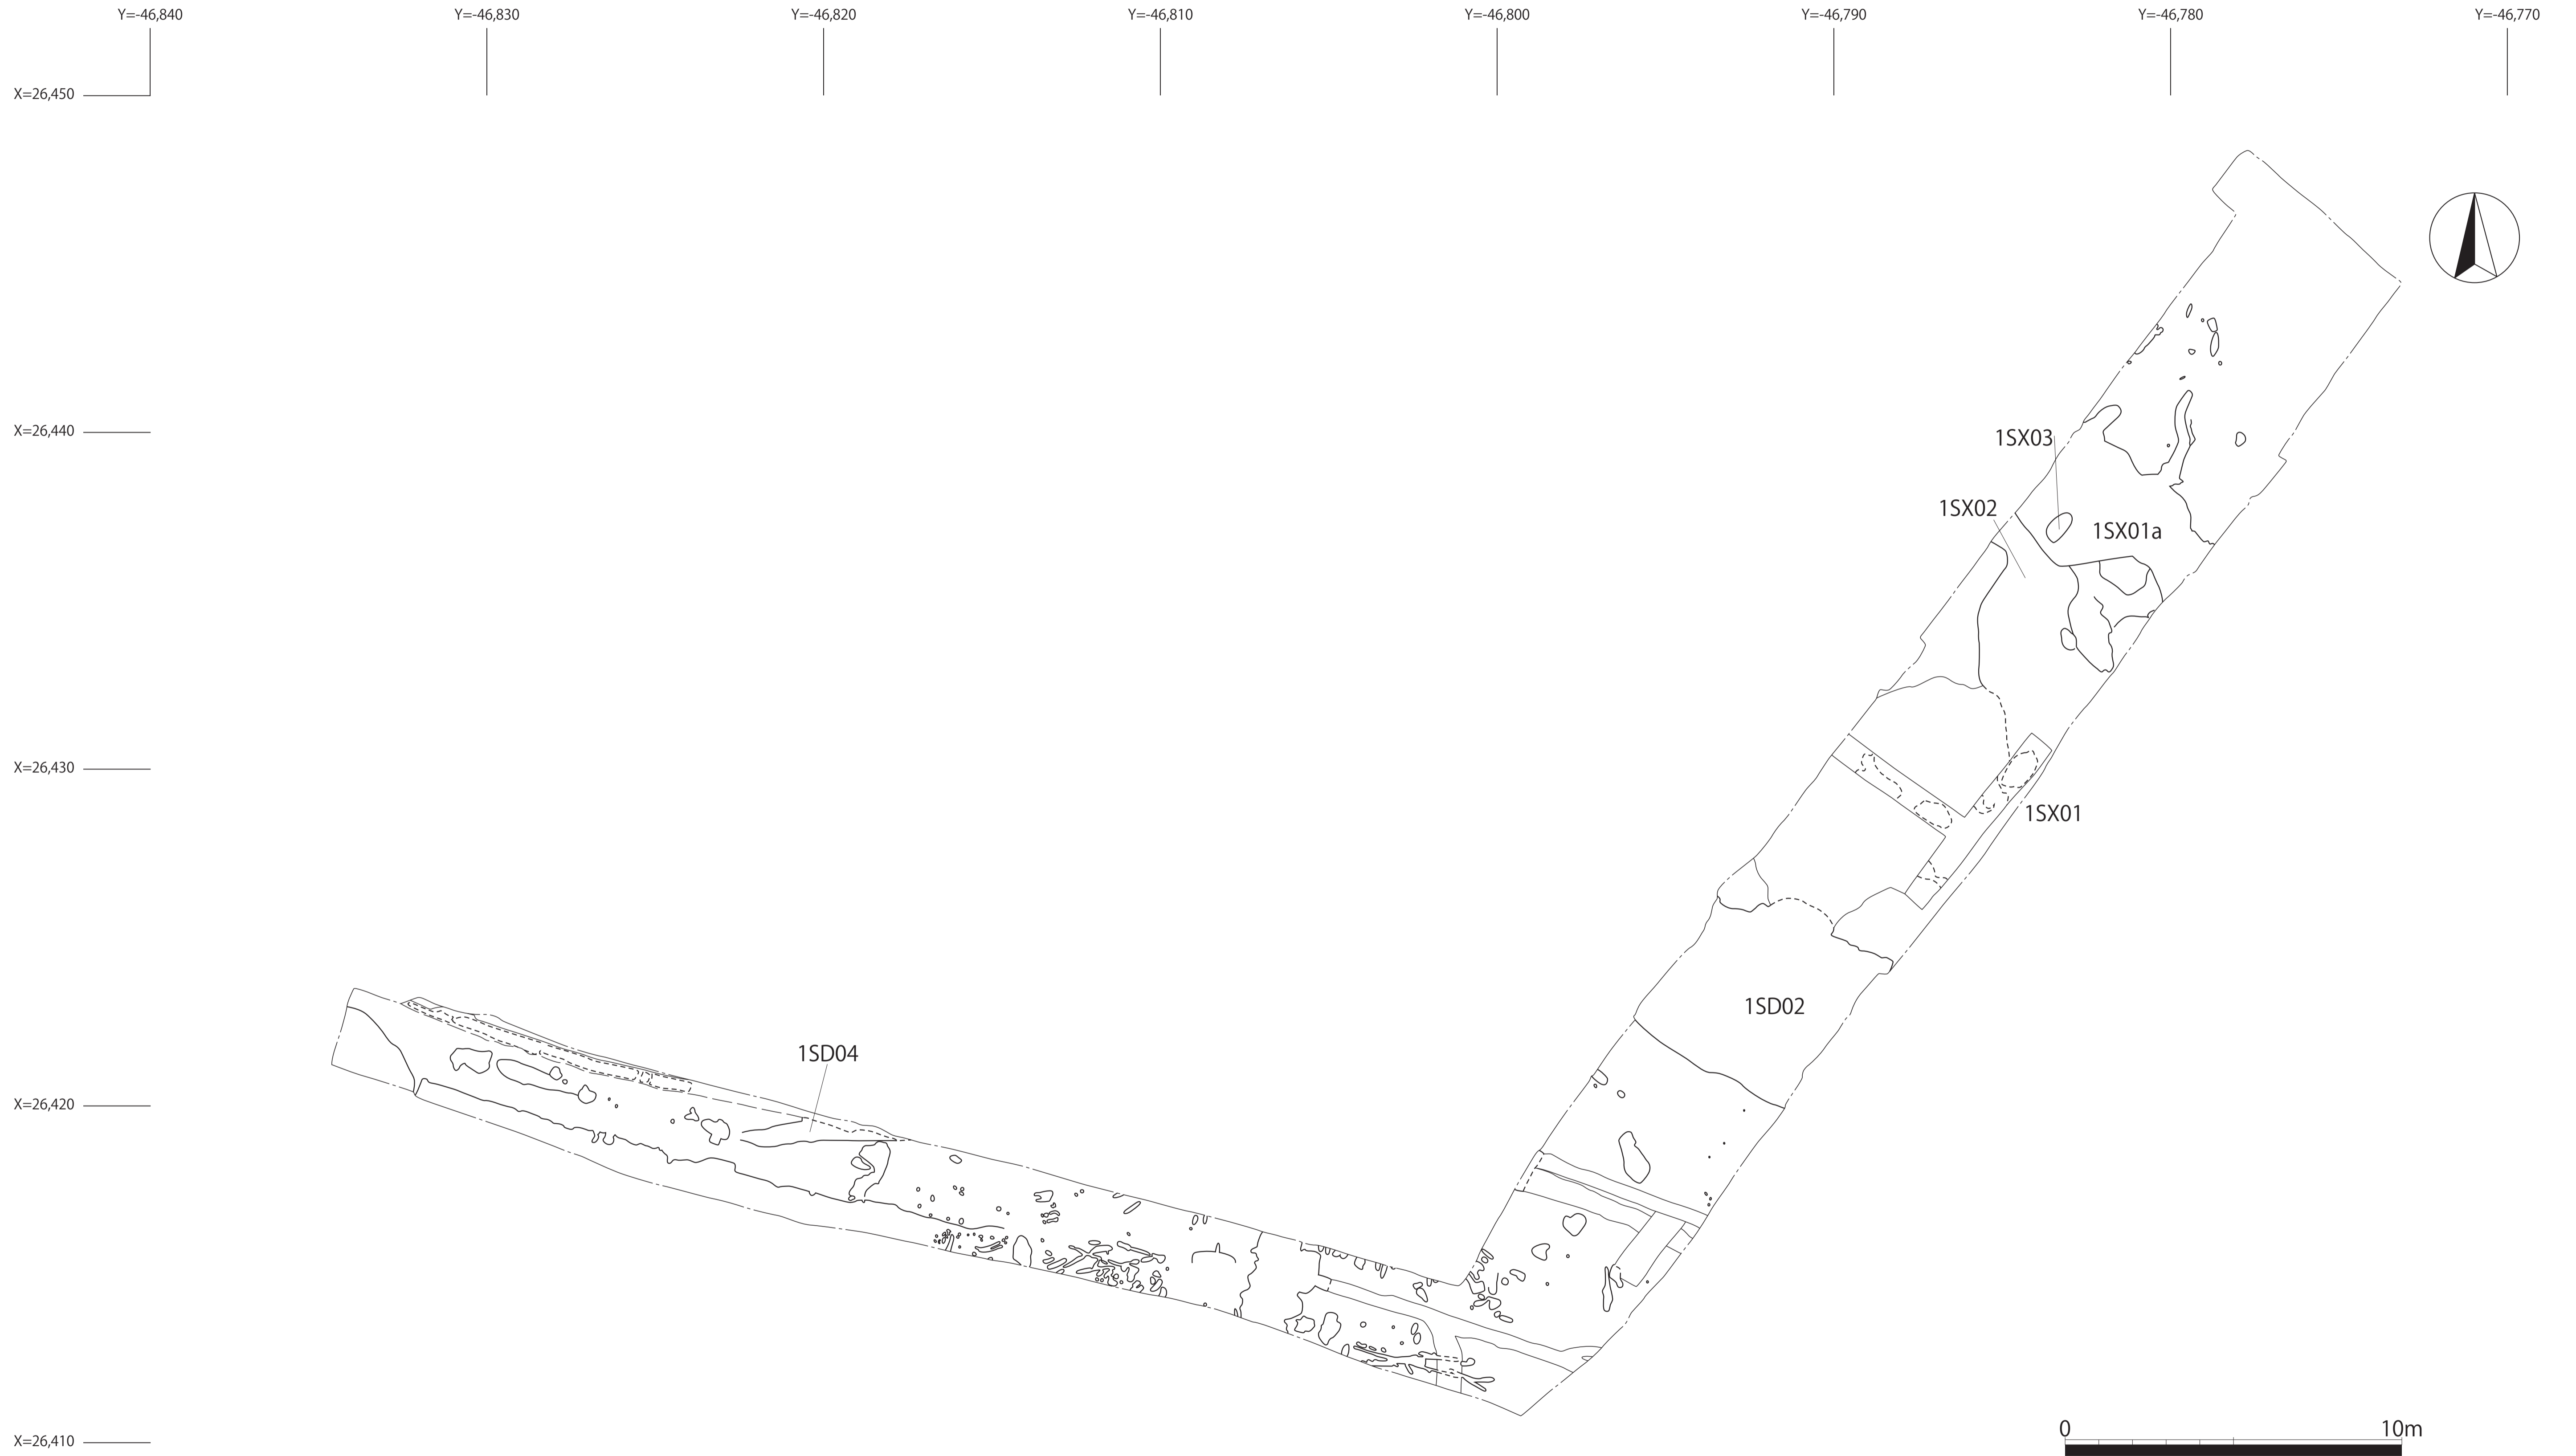 Y=-46,840
Y=-46,830
Y=-46,820
Y=-46,810
Y=-46,800
Y=-46,790
Y=-46,780
Y=-46,770
X=26,450
X=26,440
1SX03
1SX02
1SX01a
X=26,430
1SX01
1SD02
1SD04
X=26,420
X=26,410
0
10m